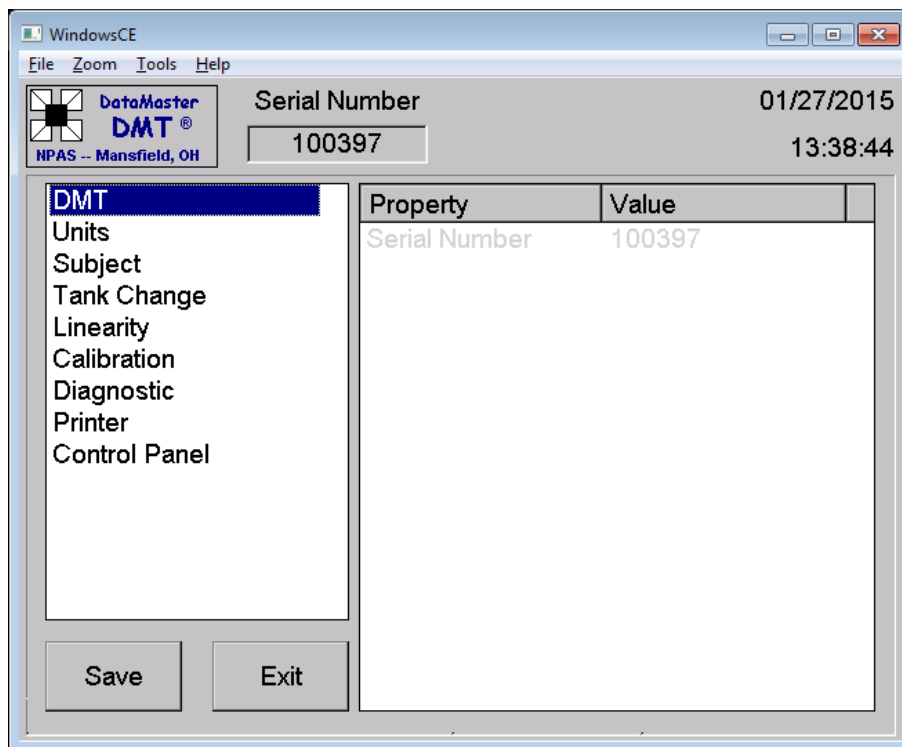 WindowsCE
File Zoom Tools Help
DataMaster
DMT ®
NPAS -- Mansfield, OH
Serial Number
100397
01/27/2015
13:38:44
DMT
Units
Subject
Tank Change
Linearity
Calibration
Diagnostic
Printer
Control Panel
Property Value
Serial Number 100397
Save Exit